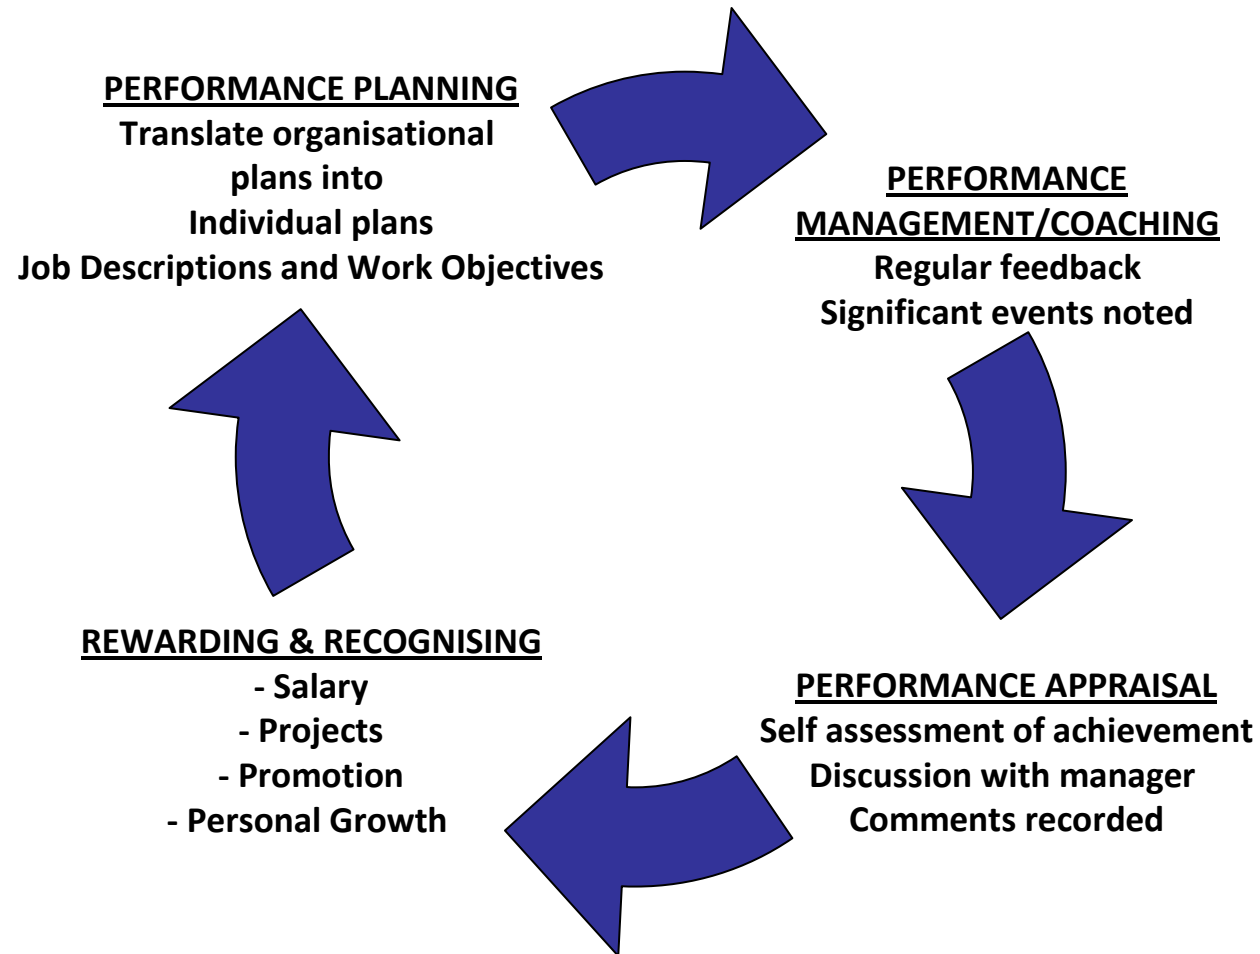 PERFORMANCE PLANNING
Translate organisational
plans into
Individual plans
Job Descriptions and Work Objectives
PERFORMANCE
MANAGEMENT/COACHING
Regular feedback
Significant events noted
PERFORMANCE APPRAISAL
Self assessment of achievement
Discussion with manager
Comments recorded
REWARDING & RECOGNISING
- Salary
- Projects
- Promotion
- Personal Growth